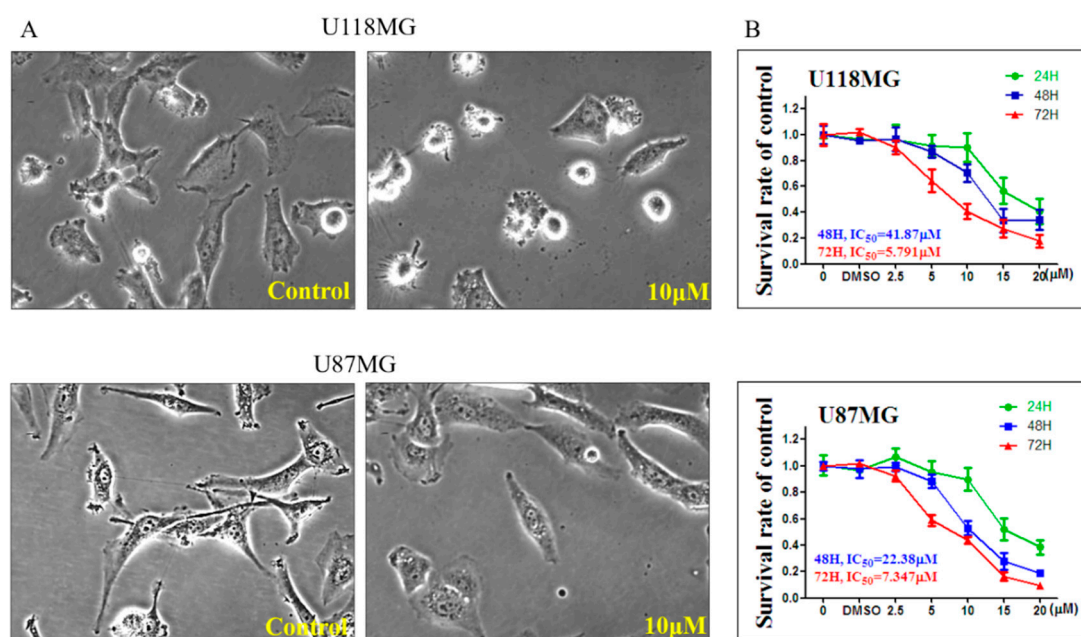 A
U118MG
Control
10μM
B
U118MG
24H
48H
72H
Survival rate of control
1.2
1.0
0.8
0.6
0.4
0.2
0.0
48H, IC50=41.87μM
72H, IC50=5.791μM
0 DMSO 2.5 5 10 15 20(μM)
U87MG
Control
10μM
U87MG
24H
48H
72H
Survival rate of control
1.2
1.0
0.8
0.6
0.4
0.2
0.0
48H, IC50=22.38μM
72H, IC50=7.347μM
0 DMSO 2.5 5 10 15 20 (μM)